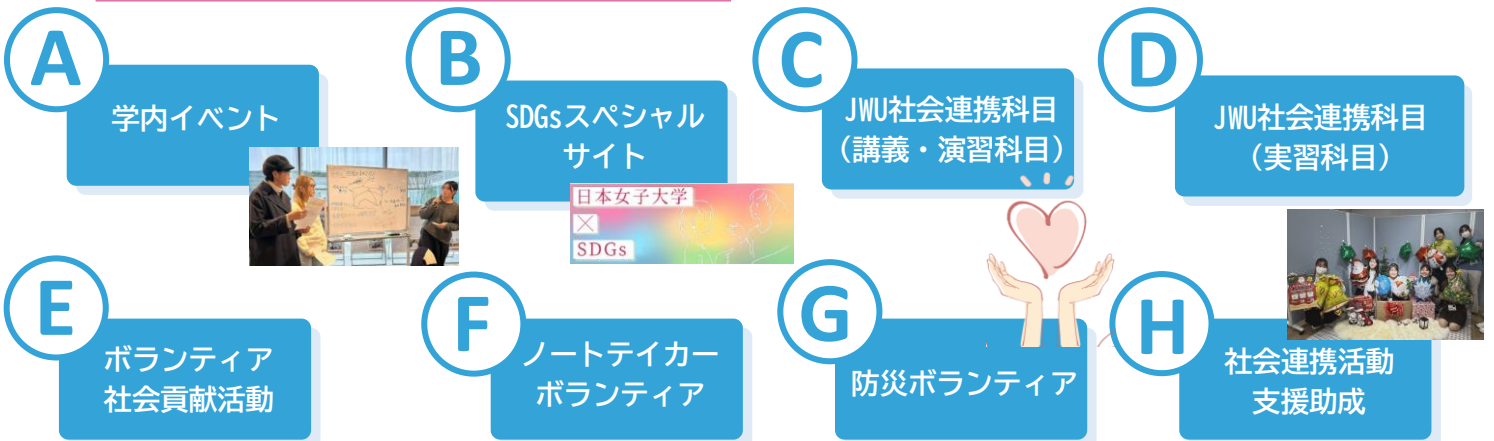 A
学内イベント
B
SDGsスペシャル
サイト
日本女子大学
×
SDGs
C
JWU社会連携科目
(講義・演習科目)
D
JWU社会連携科目
(実習科目)
E
ボランティア
社会貢献活動
F
ノートテイカー
ボランティア
G
防災ボランティア
H
社会連携活動
支援助成